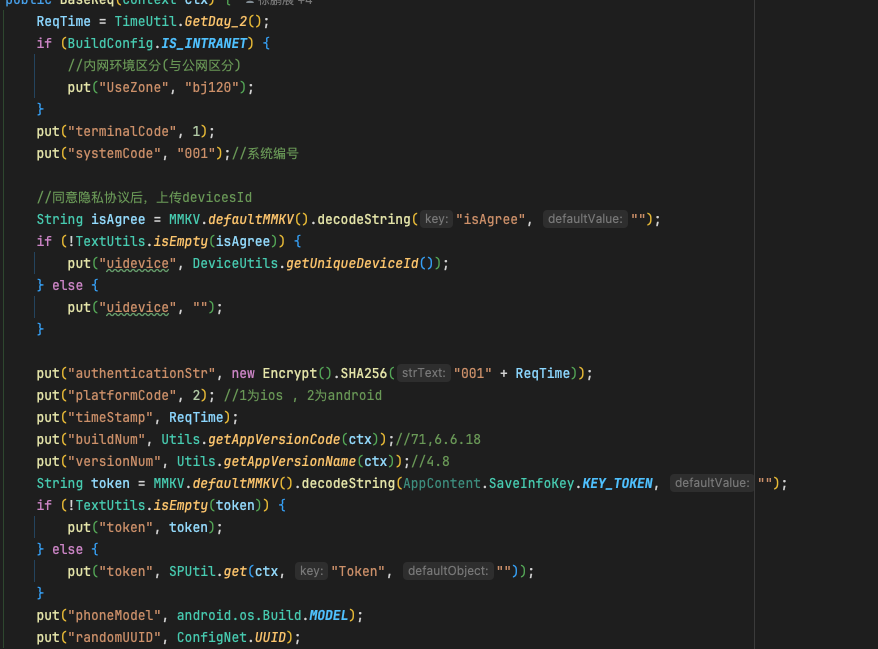 public BaseReq(Context ctx) {
ReqTime = TimeUtil.GetDay_2();
if (BuildConfig.IS_INTRANET) {
//内网环境区分(与公网区分)
put("UseZone", "bj120");
}
put("terminalCode", 1);
put("systemCode", "001");//系统编号
//同意隐私协议后，上传devicesId
String isAgree = MMKV.defaultMMKV().decodeString( key: "isAgree", defaultValue: "");
if (!TextUtils.isEmpty(isAgree)) {
put("uidevice", DeviceUtils.getUniqueDeviceId());
} else {
put("uidevice", "");
}
put("authenticationStr", new Encrypt().SHA256( strText: "001" + ReqTime));
put("platformCode", 2); //1为ios , 2为android
put("timeStamp", ReqTime);
put("buildNum", Utils.getAppVersionCode(ctx));//71,6.6.18
put("versionNum", Utils.getAppVersionName(ctx));//4.8
String token = MMKV.defaultMMKV().decodeString(AppContent.SaveInfoKey.KEY_TOKEN, defaultValue: "");
if (!TextUtils.isEmpty(token)) {
put("token", token);
} else {
put("token", SPUtil.get(ctx, key: "Token", defaultObject: ""));
}
put("phoneModel", android.os.Build.MODEL);
put("randomUUID", ConfigNet.UUID);